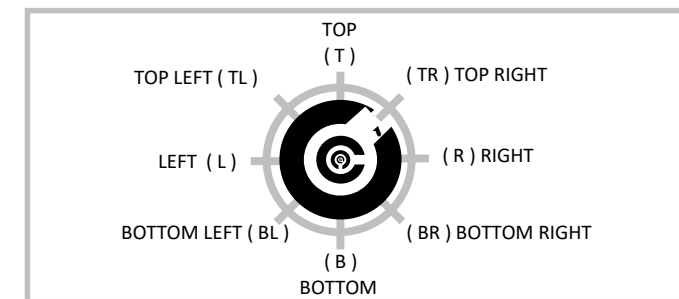 TOP
( T )
TOP LEFT ( TL )
( TR ) TOP RIGHT
LEFT ( L )
( R ) RIGHT
BOTTOM LEFT ( BL )
( BR ) BOTTOM RIGHT
( B )
BOTTOM